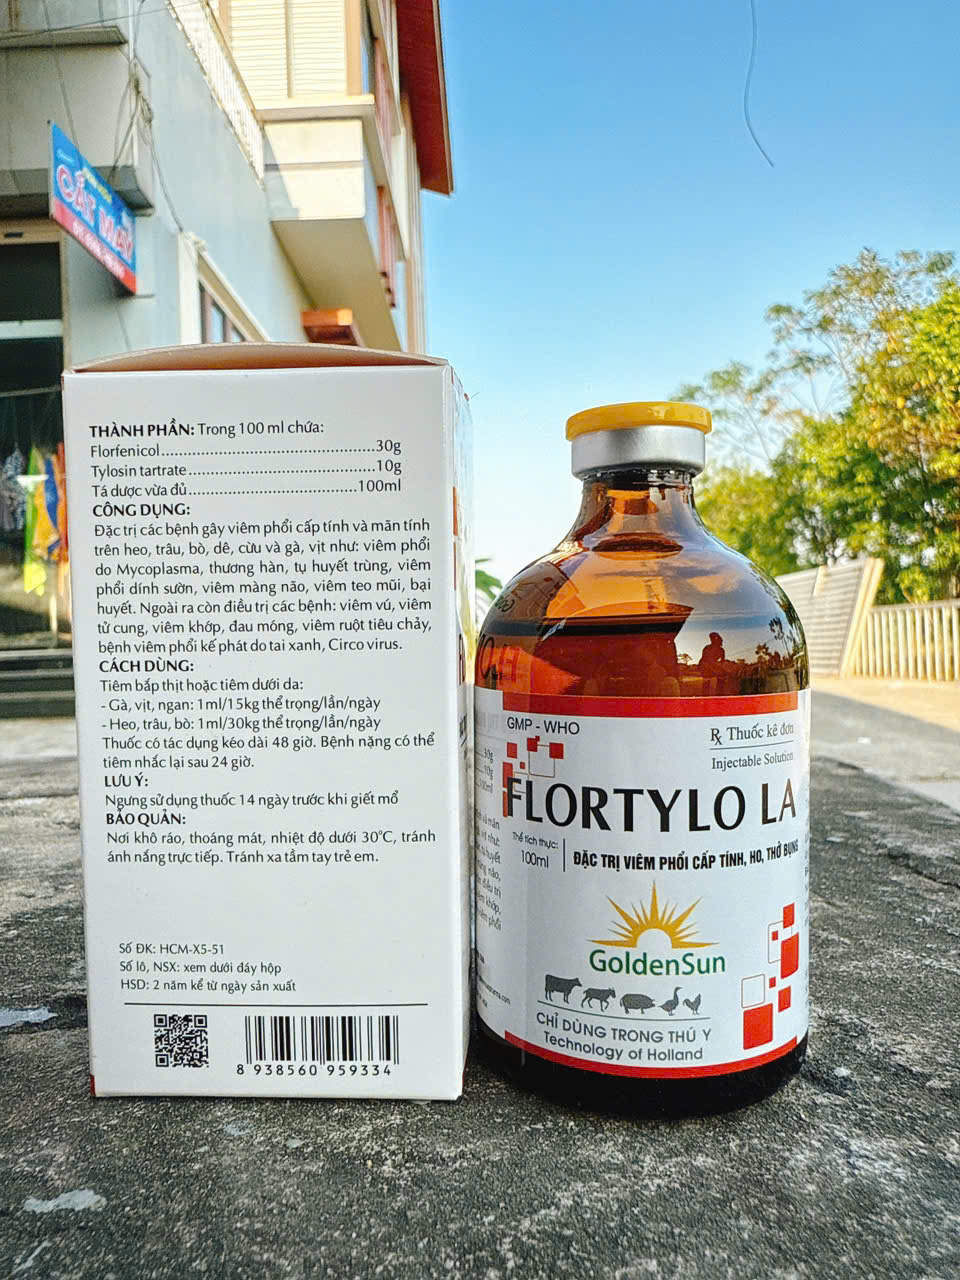 CẮT MAY
THÀNH PHẦN: Trong 100 ml chứa:
Florfenicol..........30g
Tylosin tartrate..........10g
Tá dược vừa đủ..........100ml
CÔNG DỤNG:
Đặc trị các bệnh gây viêm phổi cấp tính và mãn tính
trên heo, trâu, bò, dê, cừu và gà, vịt như: viêm phổi
do Mycoplasma, thương hàn, tụ huyết trùng, viêm
phổi dính sườn, viêm màng não, viêm teo mũi, bại
huyết. Ngoài ra còn điều trị các bệnh: viêm vú, viêm
tử cung, viêm khớp, đau móng, viêm ruột tiêu chảy,
bệnh viêm phổi kế phát do tai xanh, Circo virus.
CÁCH DÙNG:
Tiêm bắp thịt hoặc tiêm dưới da:
- Gà, vịt, ngan: 1ml/15kg thể trọng/lần/ngày
- Heo, trâu, bò: 1ml/30kg thể trọng/lần/ngày
Thuốc có tác dụng kéo dài 48 giờ. Bệnh nặng có thể
tiêm nhắc lại sau 24 giờ.
LƯU Ý:
Ngưng sử dụng thuốc 14 ngày trước khi giết mổ
BẢO QUẢN:
Nơi khô ráo, thoáng mát, nhiệt độ dưới 30°C, tránh
ánh nắng trực tiếp. Tránh xa tầm tay trẻ em.
Số ĐK: HCM-X5-51
Số lô, NSX: xem dưới đáy hộp
HSD: 2 năm kể từ ngày sản xuất
8 938560 959334
GMP - WHO
Rx Thuốc kê đơn
Injectable Solution
FLORTYLO LA
Thể tích thực:
100ml
ĐẶC TRỊ VIÊM PHỔI CẤP TÍNH, HO, THỞ BỤNG
GoldenSun
CHỈ DÙNG TRONG THÚ Y
Technology of Holland